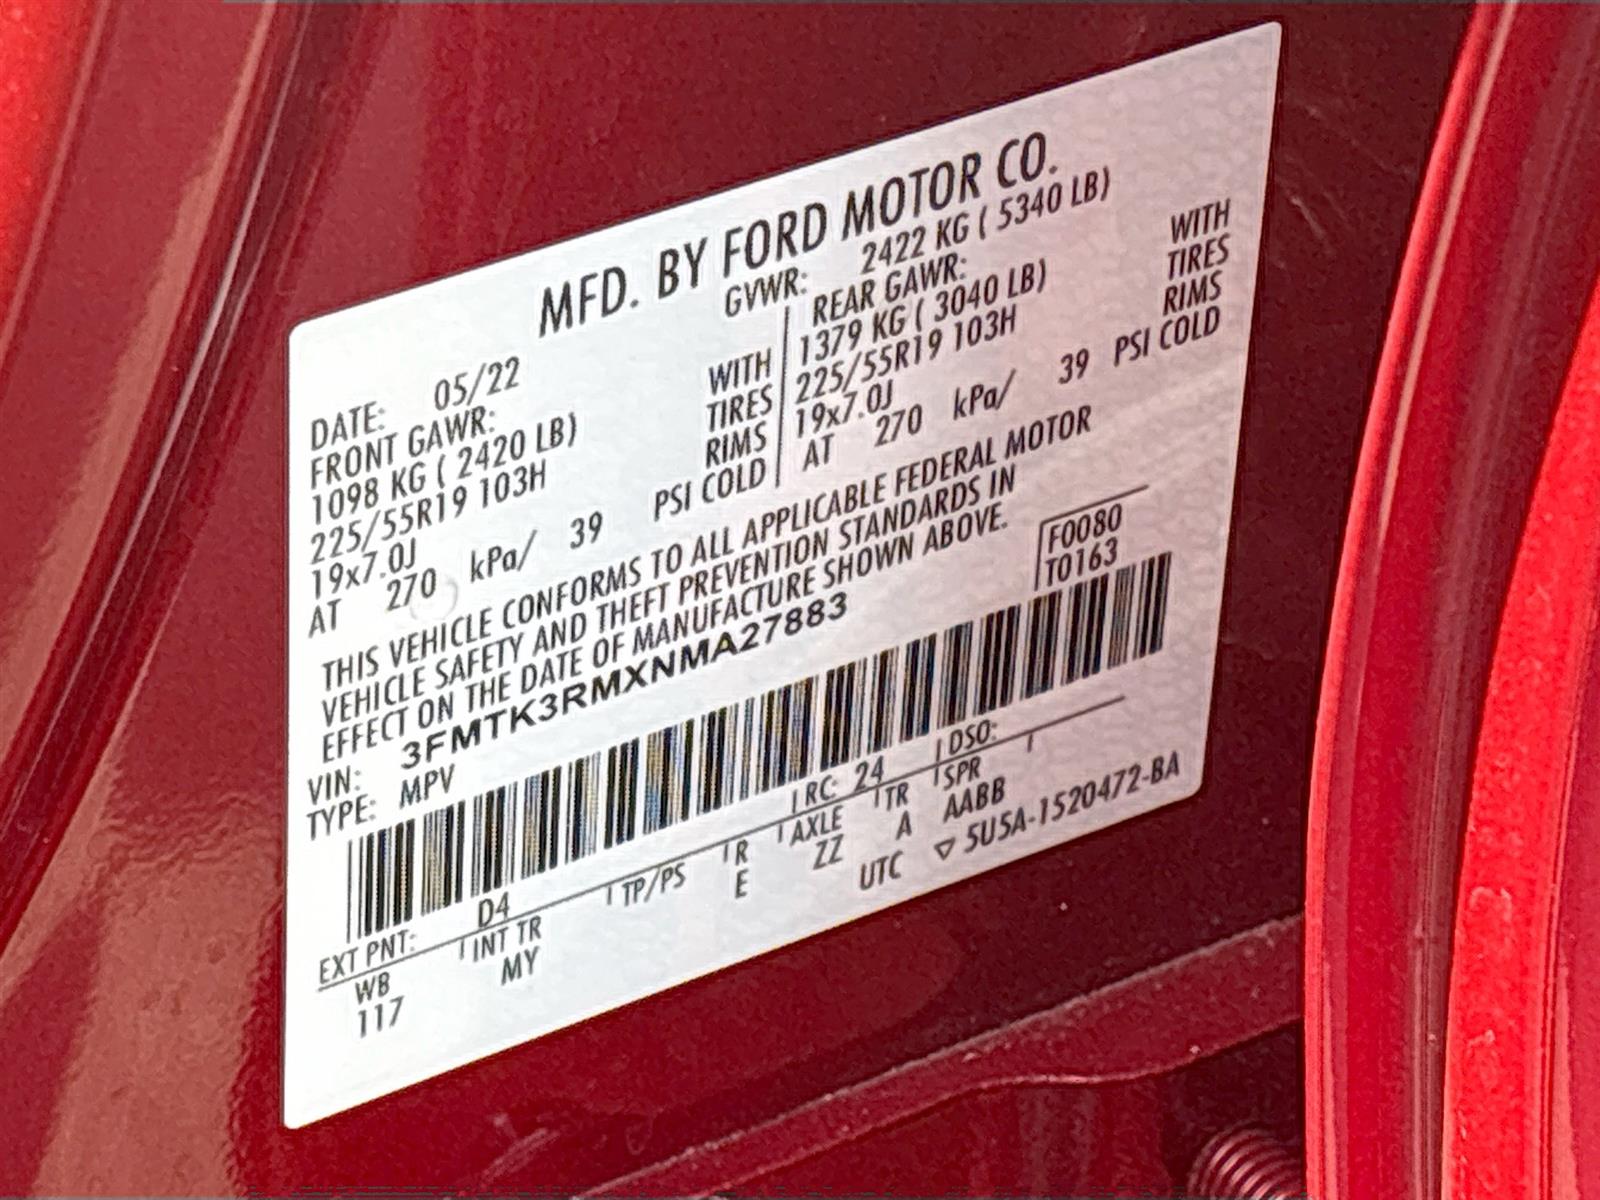 MFD. BY FORD MOTOR CO.
DATE: 05/22 GVWR: 2422 KG ( 5340 LB)
FRONT GAWR: REAR GAWR:
1098 KG ( 2420 LB) WITH 1379 KG ( 3040 LB) WITH
225/55R19 103H TIRES 225/55R19 103H TIRES
19x7.0J RIMS 19x7.0J RIMS
AT 270 kPa/ 39 PSI COLD AT 270 kPa/ 39 PSI COLD
THIS VEHICLE CONFORMS TO ALL APPLICABLE FEDERAL MOTOR
VEHICLE SAFETY AND THEFT PREVENTION STANDARDS IN
EFFECT ON THE DATE OF MANUFACTURE SHOWN ABOVE.
VIN: 3FMTK3RMXNMA27883 F0080
TYPE: MPV T0163
EXT PNT: D4 RC: 24 DSO:
WB INT TR TP/PS R AXLE TR SPR
117 MY E ZZ A AABB
UTC ▽ 5U5A-1520472-BA